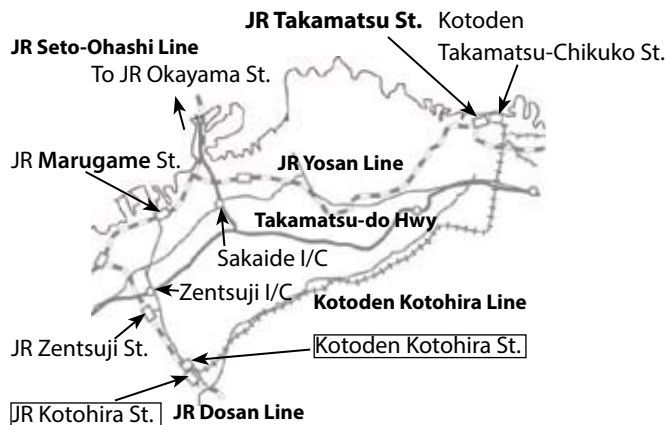 JR Takamatsu St.
Kotoden
Takamatsu-Chikuko St.
JR Seto-Ohashi Line
To JR Okayama St.
JR Marugame St.
JR Yosan Line
Takamatsu-do Hwy
Sakaide I/C
Zentsuji I/C
Kotoden Kotohira Line
JR Zentsuji St.
Kotoden Kotohira St.
JR Kotohira St.
JR Dosan Line